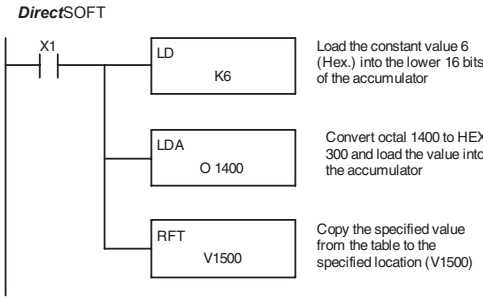 DirectSOFT
X1
LD
K6
Load the constant value 6
(Hex.) into the lower 16 bits
of the accumulator
LDA
O 1400
Convert octal 1400 to HEX
300 and load the value into
the accumulator
RFT
V1500
Copy the specified value
from the table to the
specified location (V1500)